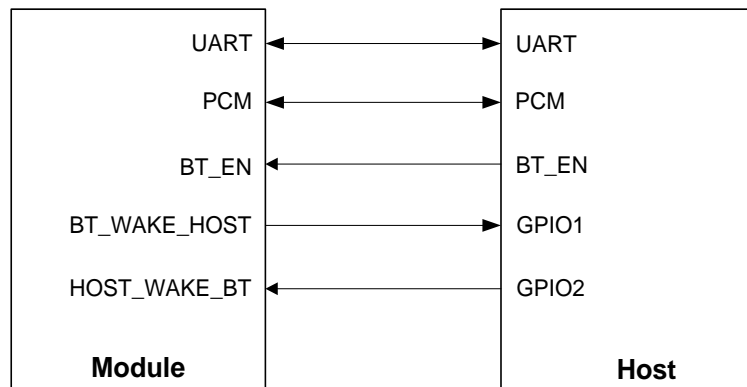 UART UART
PCM PCM
BT_EN BT_EN
BT_WAKE_HOST GPIO1
HOST_WAKE_BT GPIO2
Module Host